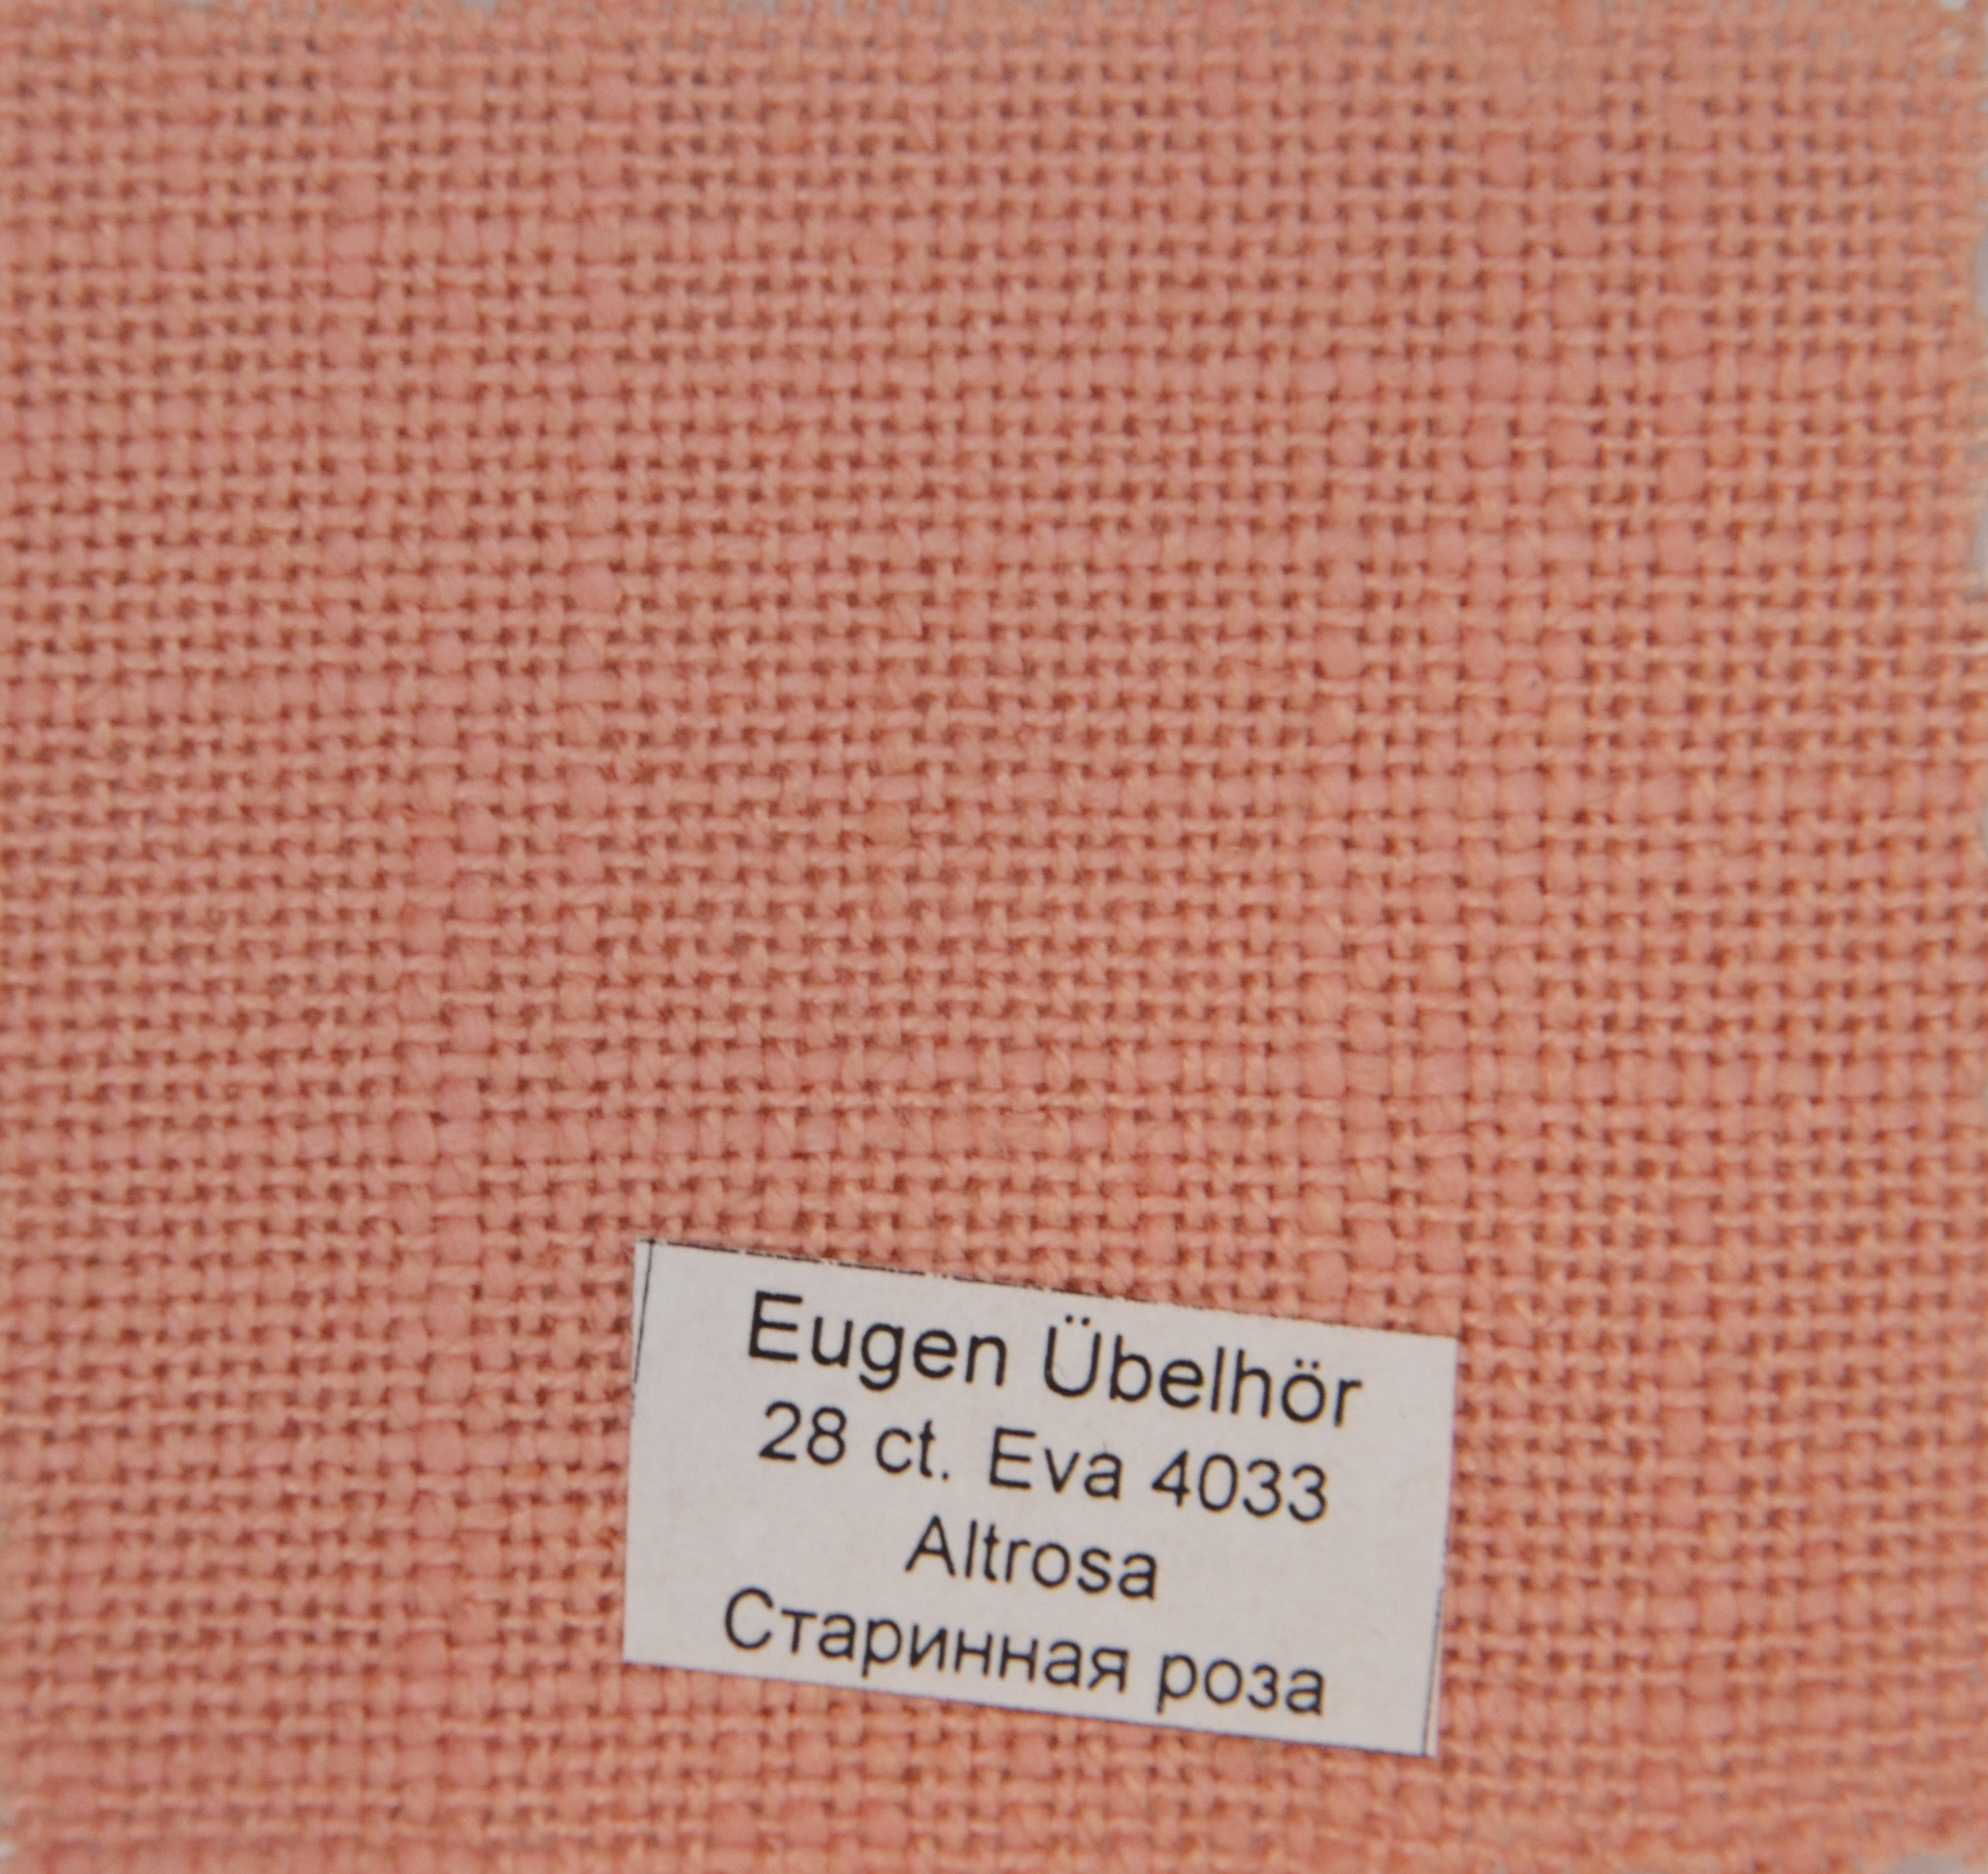 Eugen Übelhör
28 ct. Eva 4033
Altrosa
Старинная роза